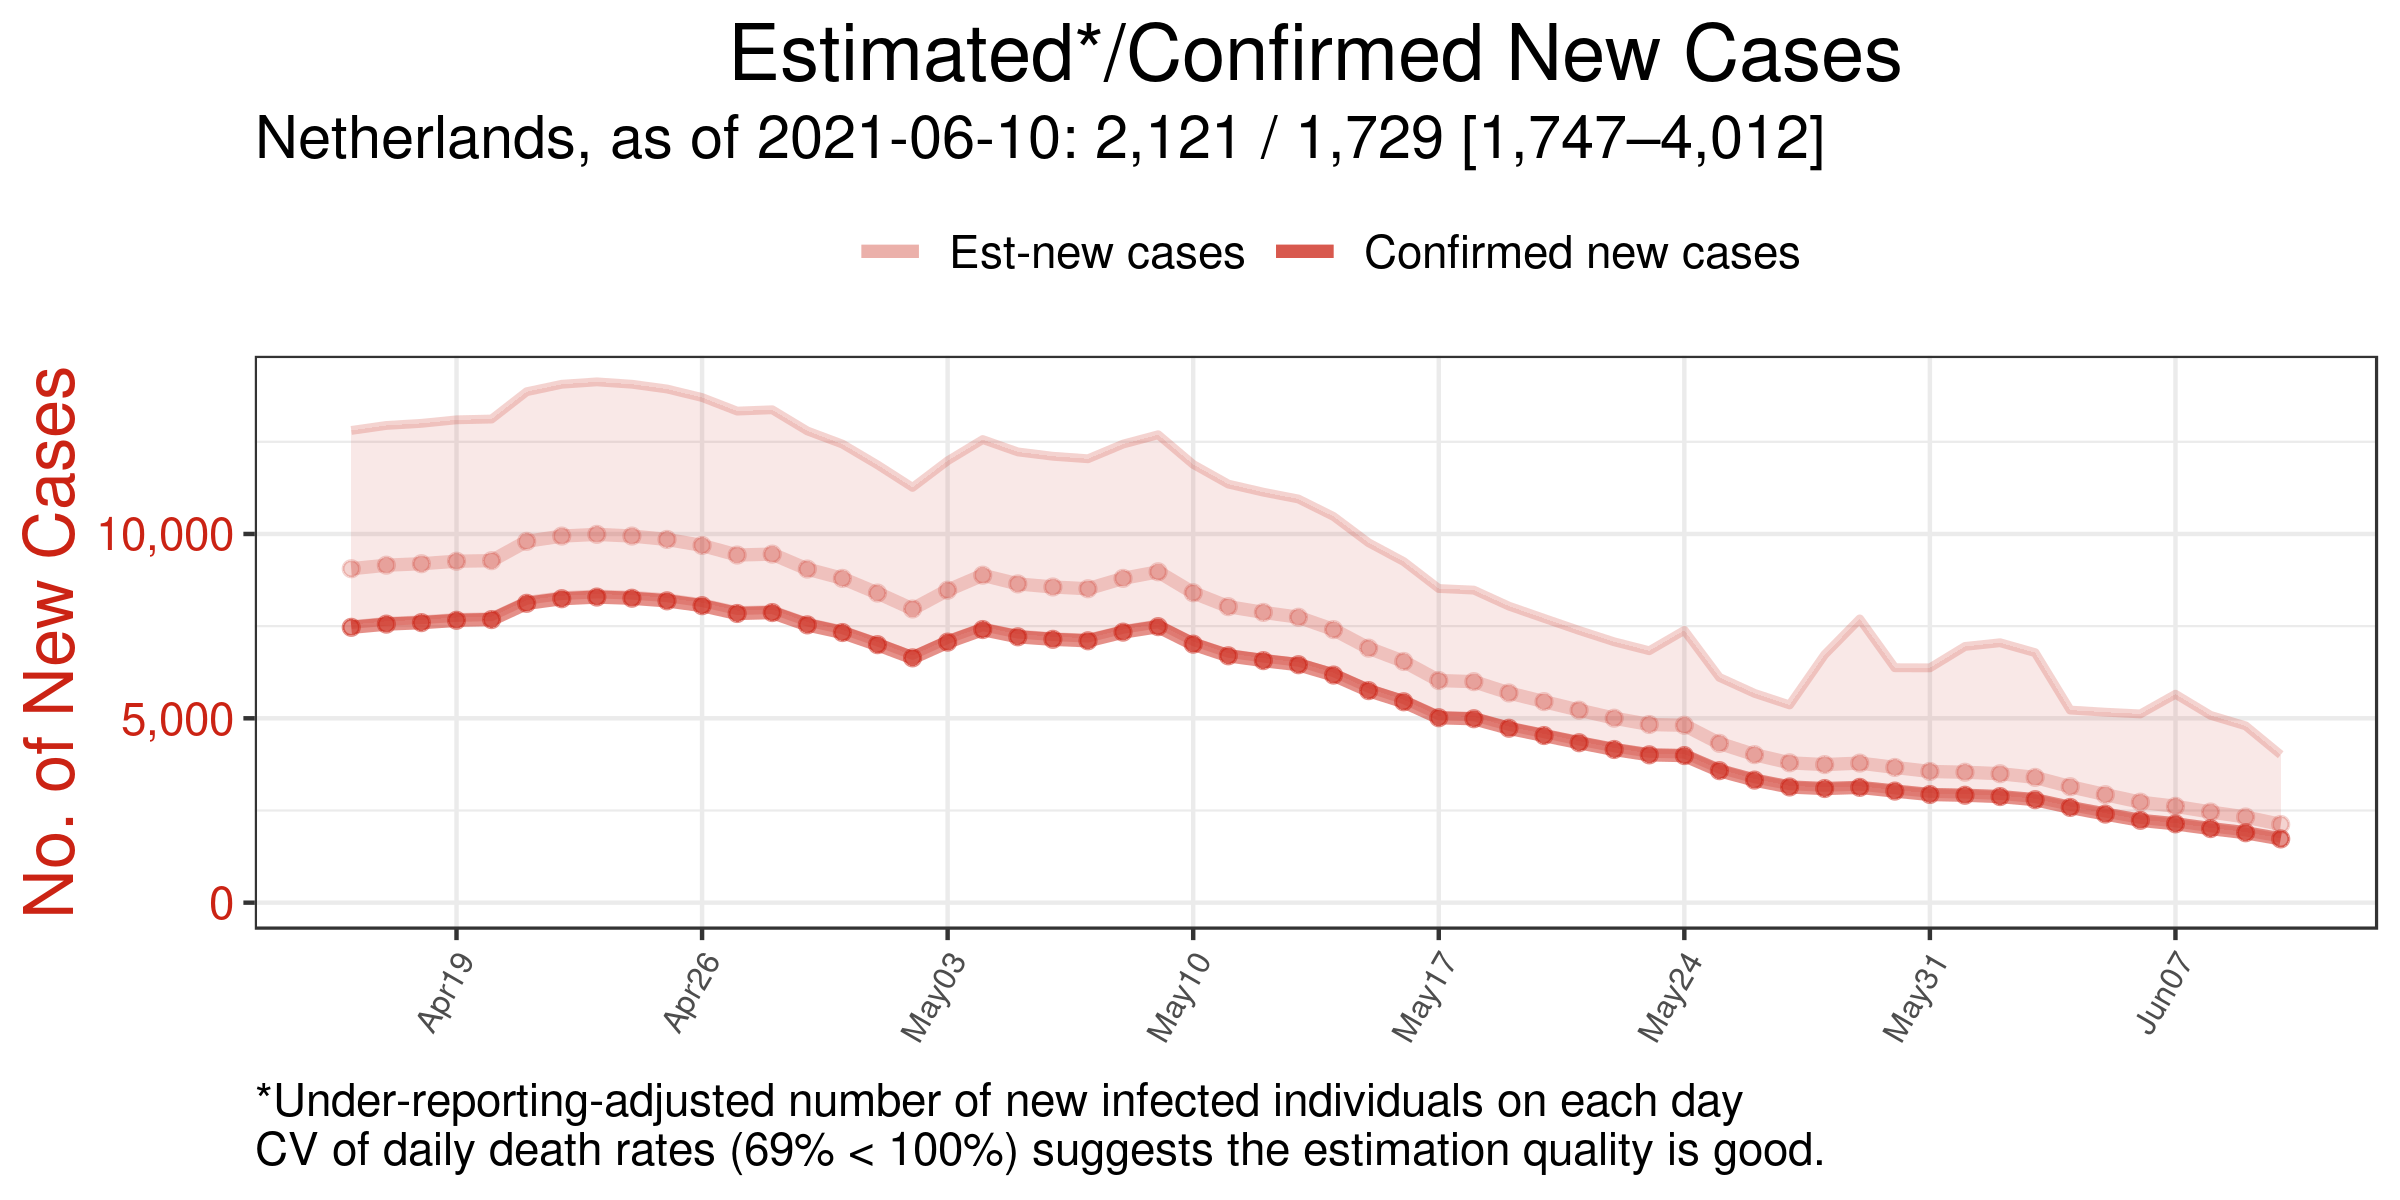 Estimated*/Confirmed New Cases
Netherlands, as of 2021-06-10: 2,121 / 1,729 [1,747–4,012]
Est-new cases
Confirmed new cases
No. of New Cases
10,000
5,000
0
Apr19
Apr26
May03
May10
May17
May24
May31
Jun07
*Under-reporting-adjusted number of new infected individuals on each day
CV of daily death rates (69% < 100%) suggests the estimation quality is good.